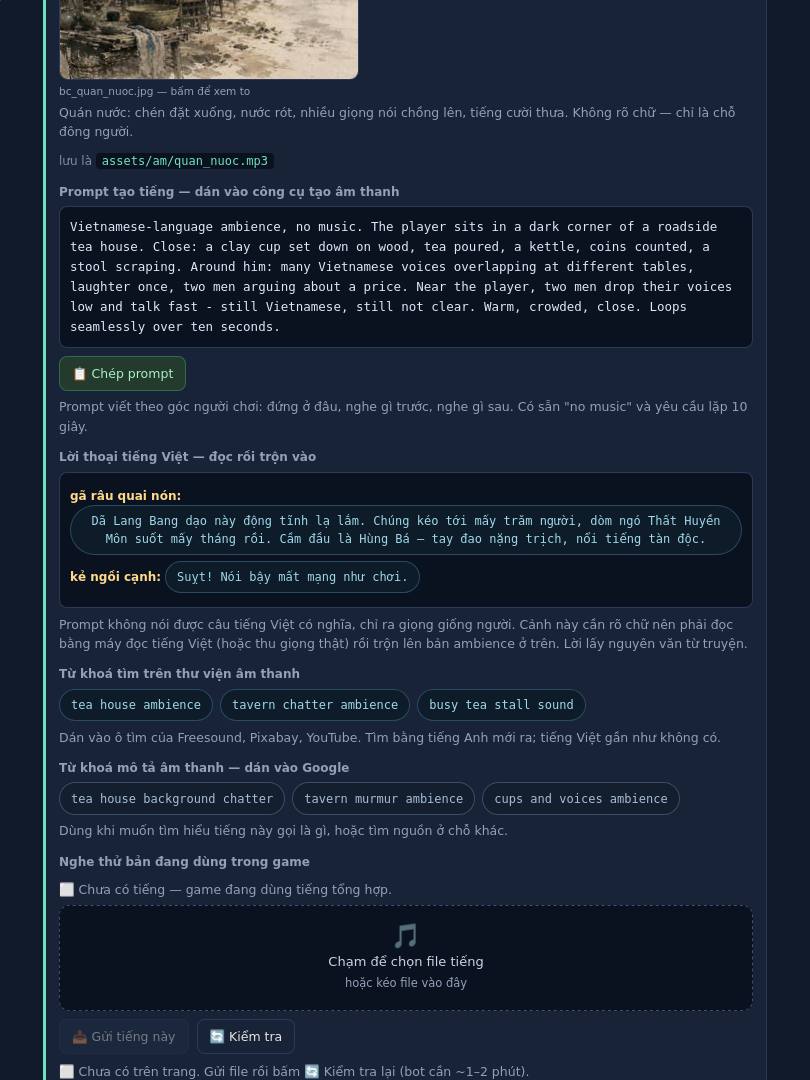 bc_quan_nuoc.jpg — bấm để xem to
Quán nước: chén đặt xuống, nước rót, nhiều giọng nói chồng lên, tiếng cười thưa. Không rõ chữ — chỉ là chỗ
đông người.
lưu là assets/am/quan_nuoc.mp3
Prompt tạo tiếng — dán vào công cụ tạo âm thanh
Vietnamese-language ambience, no music. The player sits in a dark corner of a roadside
tea house. Close: a clay cup set down on wood, tea poured, a kettle, coins counted, a
stool scraping. Around him: many Vietnamese voices overlapping at different tables,
laughter once, two men arguing about a price. Near the player, two men drop their voices
low and talk fast - still Vietnamese, still not clear. Warm, crowded, close. Loops
seamlessly over ten seconds.
📋 Chép prompt
Prompt viết theo góc người chơi: đứng ở đâu, nghe gì trước, nghe gì sau. Có sẵn "no music" và yêu cầu lặp 10
giây.
Lời thoại tiếng Việt — đọc rồi trộn vào
gã râu quai nón:
Dã Lang Bang dạo này động tĩnh lạ lắm. Chúng kéo tới mấy trăm người, dòm ngó Thất Huyền
Môn suốt mấy tháng rồi. Cầm đầu là Hùng Bá — tay đao nặng trịch, nổi tiếng tàn độc.
kẻ ngồi cạnh: Suỵt! Nói bậy mất mạng như chơi.
Prompt không nói được câu tiếng Việt có nghĩa, chỉ ra giọng giống người. Cảnh này cần rõ chữ nên phải đọc
bằng máy đọc tiếng Việt (hoặc thu giọng thật) rồi trộn lên bản ambience ở trên. Lời lấy nguyên văn từ truyện.
Từ khoá tìm trên thư viện âm thanh
tea house ambience tavern chatter ambience busy tea stall sound
Dán vào ô tìm của Freesound, Pixabay, YouTube. Tìm bằng tiếng Anh mới ra; tiếng Việt gần như không có.
Từ khoá mô tả âm thanh — dán vào Google
tea house background chatter tavern murmur ambience cups and voices ambience
Dùng khi muốn tìm hiểu tiếng này gọi là gì, hoặc tìm nguồn ở chỗ khác.
Nghe thử bản đang dùng trong game
⬜ Chưa có tiếng — game đang dùng tiếng tổng hợp.
🎵
Chạm để chọn file tiếng
hoặc kéo file vào đây
📥 Gửi tiếng này 🔄 Kiểm tra
⬜ Chưa có trên trang. Gửi file rồi bấm 🔄 Kiểm tra lại (bot cần ~1–2 phút).